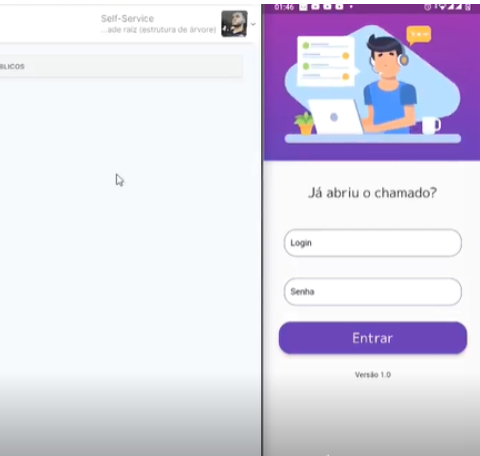 Self-Service
...ade raiz (estrutura de árvore)
BLICOS
01:46
Já abriu o chamado?
Login
Senha
Entrar
Versão 1.0